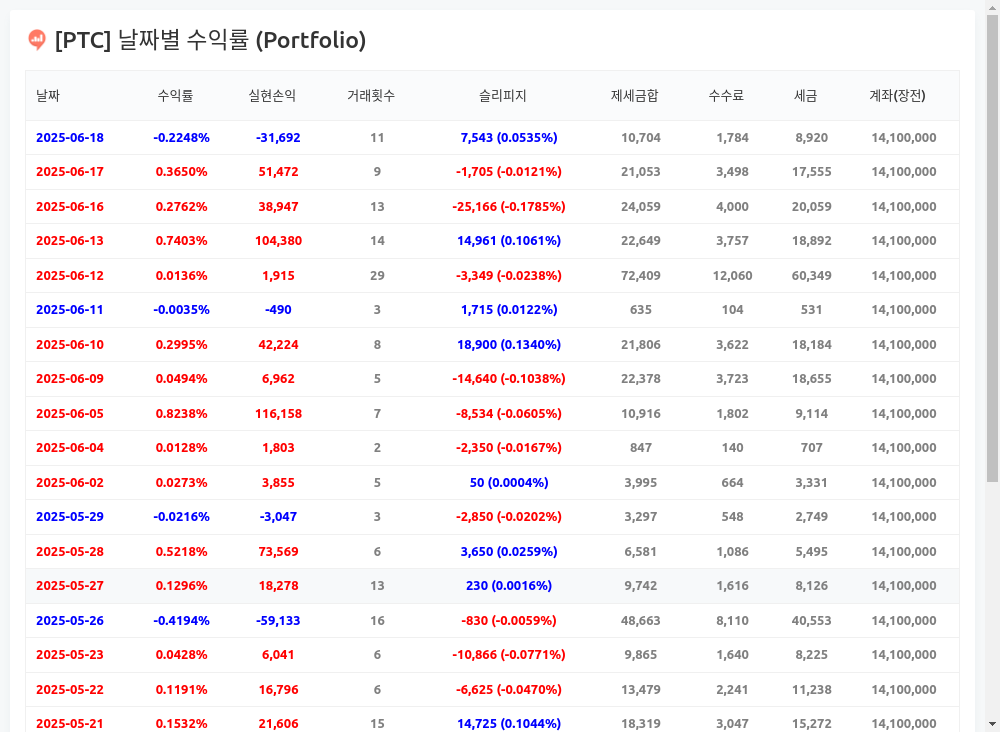 [PTC] 날짜별 수익률 (Portfolio)
날짜 수익률 실현손익 거래횟수 슬리피지 제세금합 수수료 세금 계좌(장전)
2025-06-18 -0.2248% -31,692 11 7,543 (0.0535%) 10,704 1,784 8,920 14,100,000
2025-06-17 0.3650% 51,472 9 -1,705 (-0.0121%) 21,053 3,498 17,555 14,100,000
2025-06-16 0.2762% 38,947 13 -25,166 (-0.1785%) 24,059 4,000 20,059 14,100,000
2025-06-13 0.7403% 104,380 14 14,961 (0.1061%) 22,649 3,757 18,892 14,100,000
2025-06-12 0.0136% 1,915 29 -3,349 (-0.0238%) 72,409 12,060 60,349 14,100,000
2025-06-11 -0.0035% -490 3 1,715 (0.0122%) 635 104 531 14,100,000
2025-06-10 0.2995% 42,224 8 18,900 (0.1340%) 21,806 3,622 18,184 14,100,000
2025-06-09 0.0494% 6,962 5 -14,640 (-0.1038%) 22,378 3,723 18,655 14,100,000
2025-06-05 0.8238% 116,158 7 -8,534 (-0.0605%) 10,916 1,802 9,114 14,100,000
2025-06-04 0.0128% 1,803 2 -2,350 (-0.0167%) 847 140 707 14,100,000
2025-06-02 0.0273% 3,855 5 50 (0.0004%) 3,995 664 3,331 14,100,000
2025-05-29 -0.0216% -3,047 3 -2,850 (-0.0202%) 3,297 548 2,749 14,100,000
2025-05-28 0.5218% 73,569 6 3,650 (0.0259%) 6,581 1,086 5,495 14,100,000
2025-05-27 0.1296% 18,278 13 230 (0.0016%) 9,742 1,616 8,126 14,100,000
2025-05-26 -0.4194% -59,133 16 -830 (-0.0059%) 48,663 8,110 40,553 14,100,000
2025-05-23 0.0428% 6,041 6 -10,866 (-0.0771%) 9,865 1,640 8,225 14,100,000
2025-05-22 0.1191% 16,796 6 -6,625 (-0.0470%) 13,479 2,241 11,238 14,100,000
2025-05-21 0.1532% 21,606 15 14,725 (0.1044%) 18,319 3,047 15,272 14,100,000